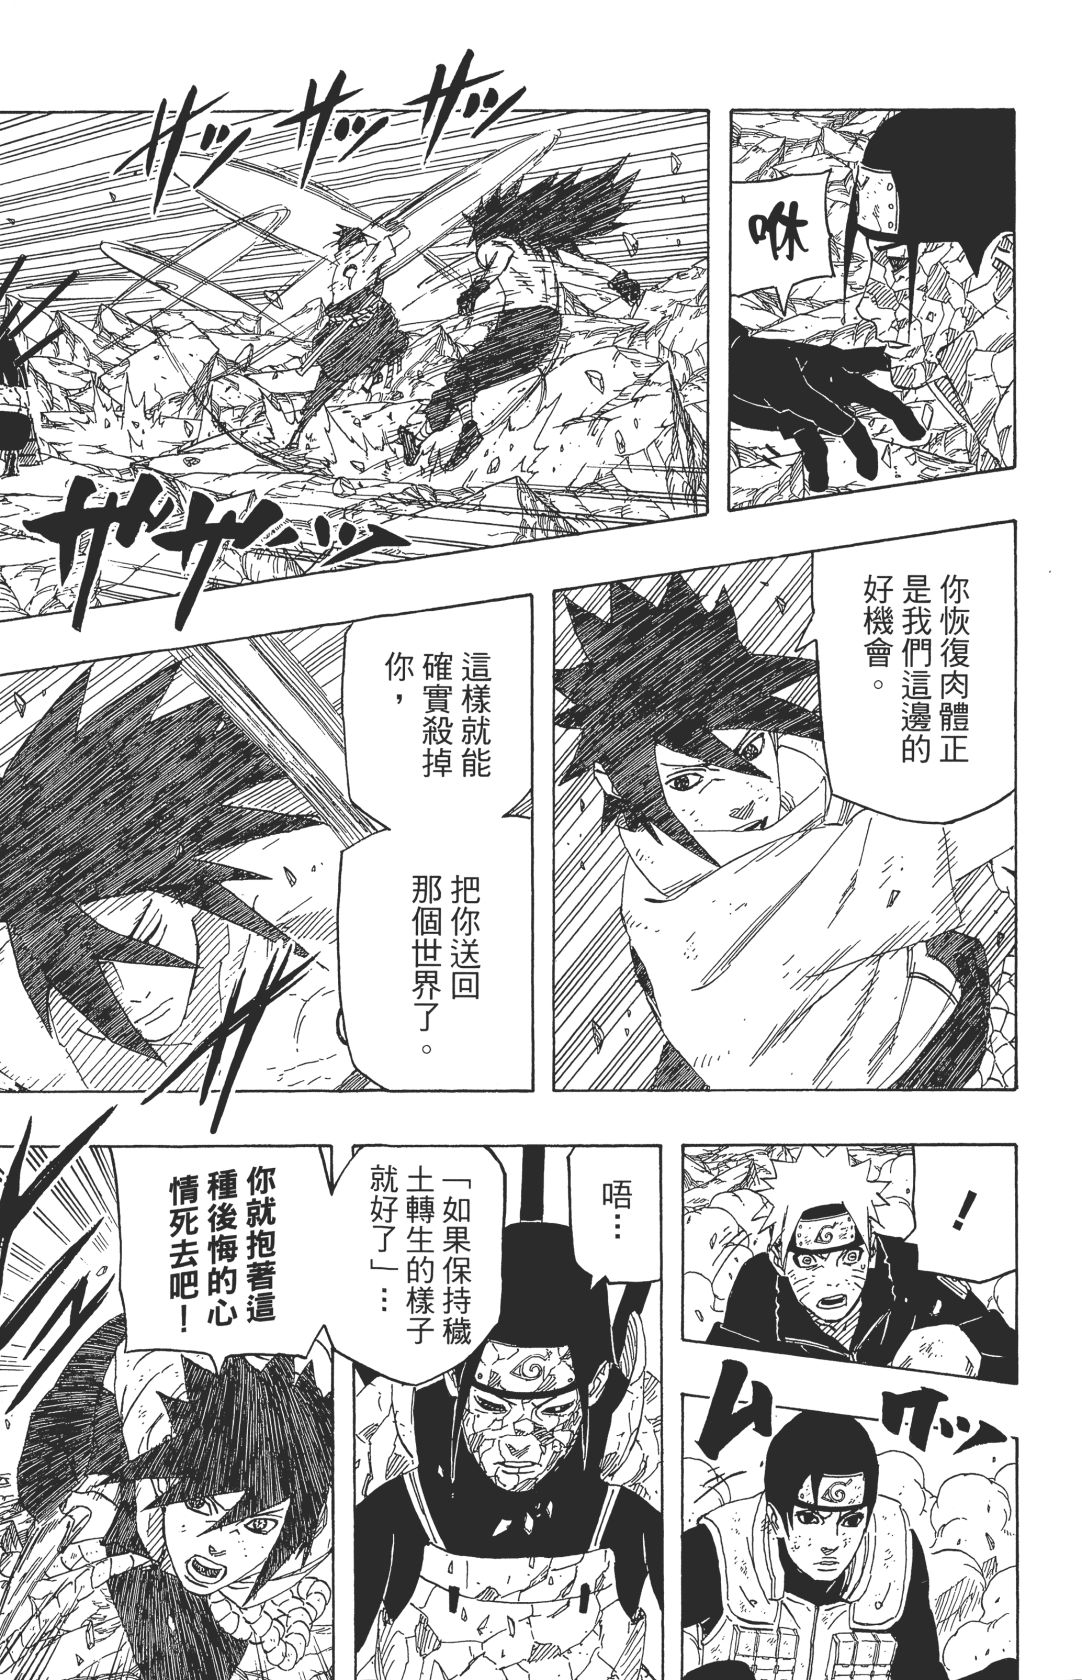 咻
ザッ
ザッ
ザッ
ザザッ
你恢復肉體正
是我們這邊的
好機會。
這樣就能
確實殺掉
你，
把你送回
那個世界了。
！
ムクッ
唔…
「如果保持穢
土轉生的樣子
就好了」…
你就抱著這
種後悔的心
情死去吧！